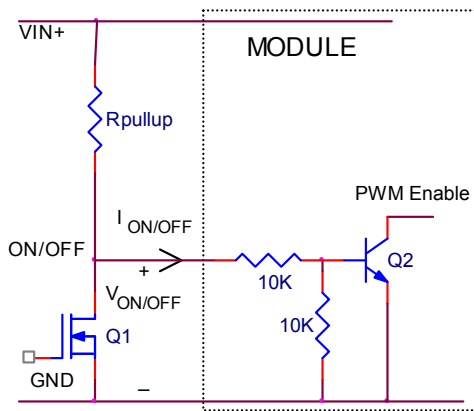 VIN+
MODULE
Rpullup
PWM Enable
I ON/OFF
ON/OFF
+
Q2
10K
V ON/OFF
10K
Q1
GND
–